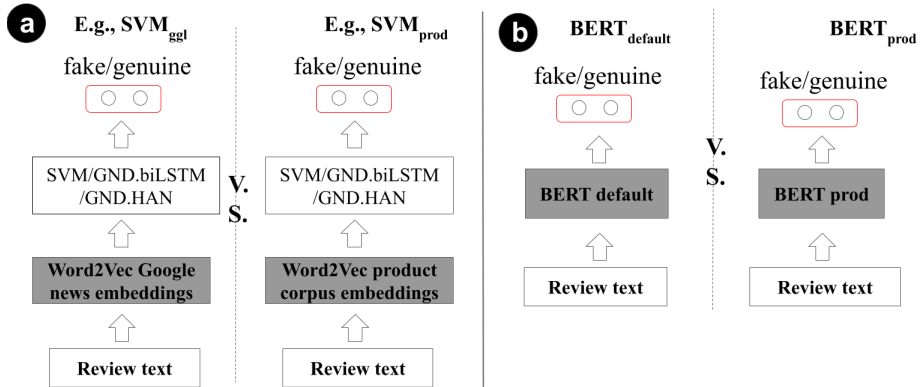 a
E.g., SVM_ggl
fake/genuine
SVM/GND.biLSTM
/GND.HAN
Word2Vec Google
news embeddings
Review text
V.
S.
E.g., SVM_prod
fake/genuine
SVM/GND.biLSTM
/GND.HAN
Word2Vec product
corpus embeddings
Review text
b
BERT_default
fake/genuine
BERT default
Review text
V.
S.
BERT_prod
fake/genuine
BERT prod
Review text